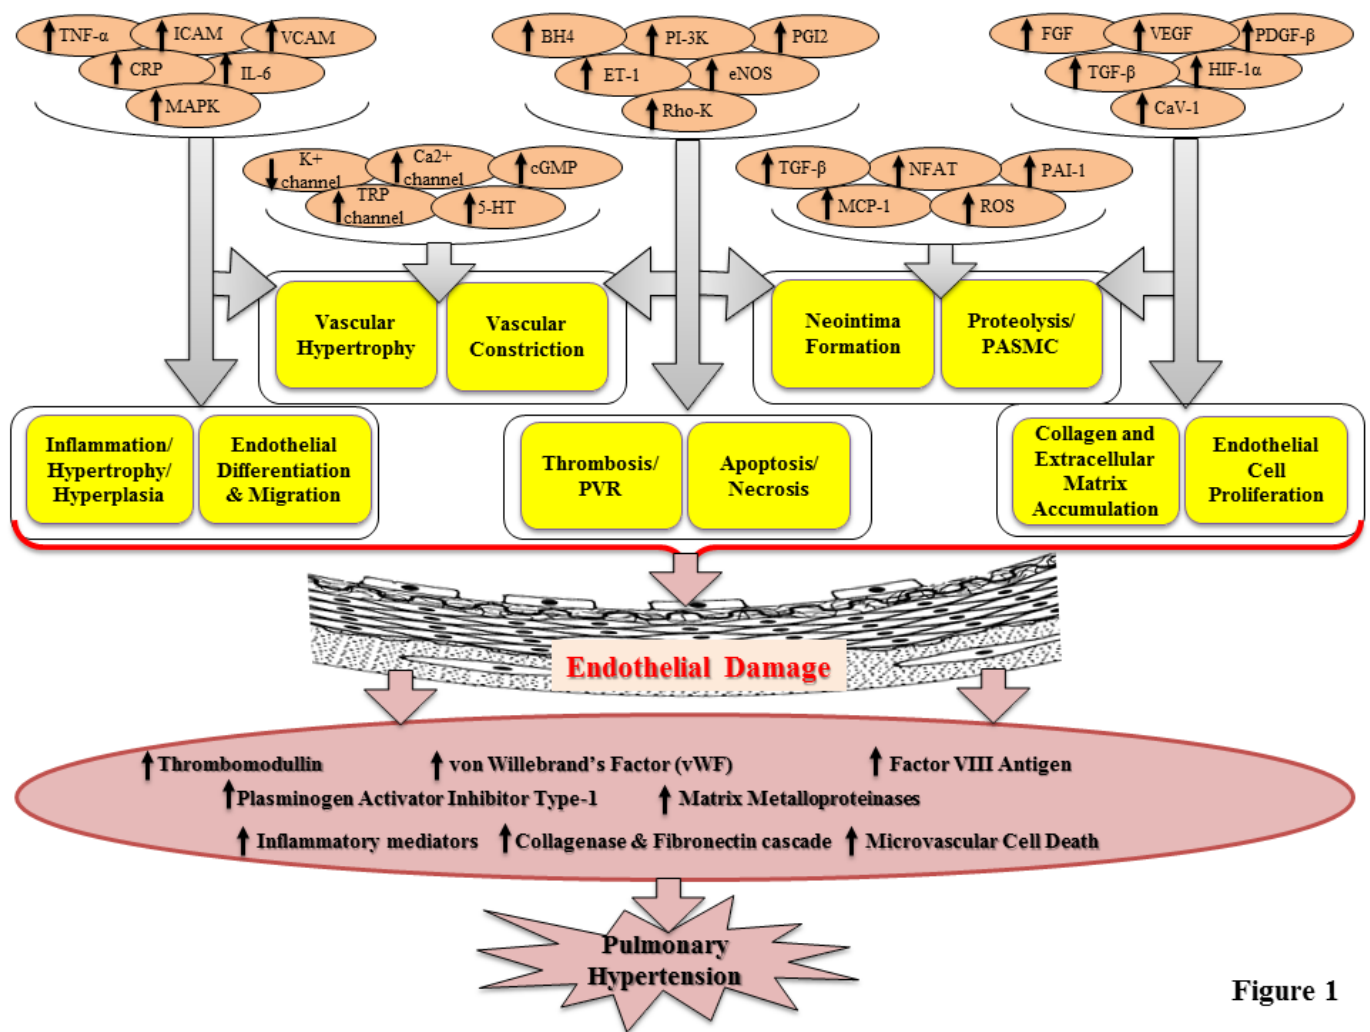 TNF-α
ICAM
VCAM
CRP
IL-6
MAPK
BH4
PI-3K
PGI2
ET-1
eNOS
Rho-K
FGF
VEGF
PDGF-β
TGF-β
HIF-1α
CaV-1
K+
channel
Ca2+
channel
cGMP
TRP
channel
5-HT
TGF-β
NFAT
PAI-1
MCP-1
ROS
Vascular
Hypertrophy
Vascular
Constriction
Neointima
Formation
Proteolysis/
PASMC
Inflammation/
Hypertrophy/
Hyperplasia
Endothelial
Differentiation
& Migration
Thrombosis/
PVR
Apoptosis/
Necrosis
Collagen and
Extracellular
Matrix
Accumulation
Endothelial
Cell
Proliferation
Endothelial Damage
Thrombomodullin
von Willebrand's Factor (vWF)
Factor VIII Antigen
Plasminogen Activator Inhibitor Type-1
Matrix Metalloproteinases
Inflammatory mediators
Collagenase & Fibronectin cascade
Microvascular Cell Death
Pulmonary
Hypertension
Figure 1